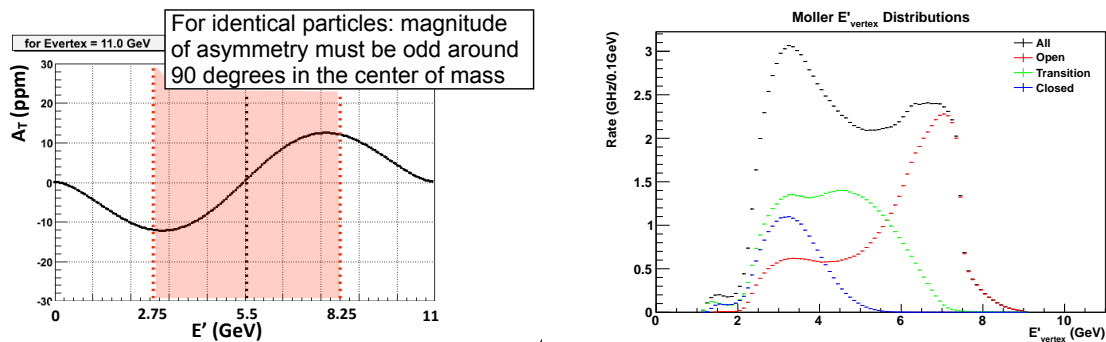 For identical particles: magnitude
of asymmetry must be odd around
90 degrees in the center of mass
for Evertex = 11.0 GeV
30
20
10
0
-10
-20
-30
A_T (ppm)
0 2.75 5.5 8.25 11
E' (GeV)
Moller E'_vertex Distributions
All
Open
Transition
Closed
Rate (GHz/0.1GeV)
3
2.5
2
1.5
1
0.5
0
0 2 4 6 8 10
E'_vertex (GeV)